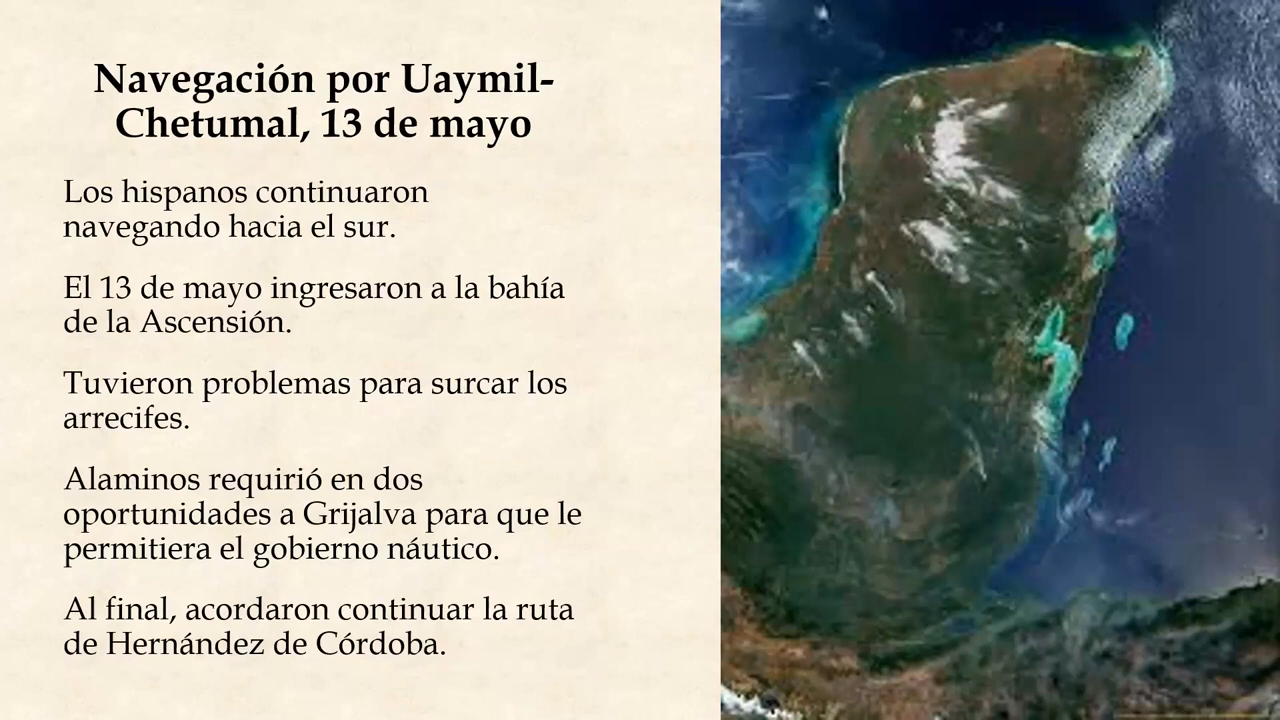 Navegación por Uaymil-
Chetumal, 13 de mayo
Los hispanos continuaron
navegando hacia el sur.
El 13 de mayo ingresaron a la bahía
de la Ascensión.
Tuvieron problemas para surcar los
arrecifes.
Alaminos requirió en dos
oportunidades a Grijalva para que le
permitiera el gobierno náutico.
Al final, acordaron continuar la ruta
de Hernández de Córdoba.